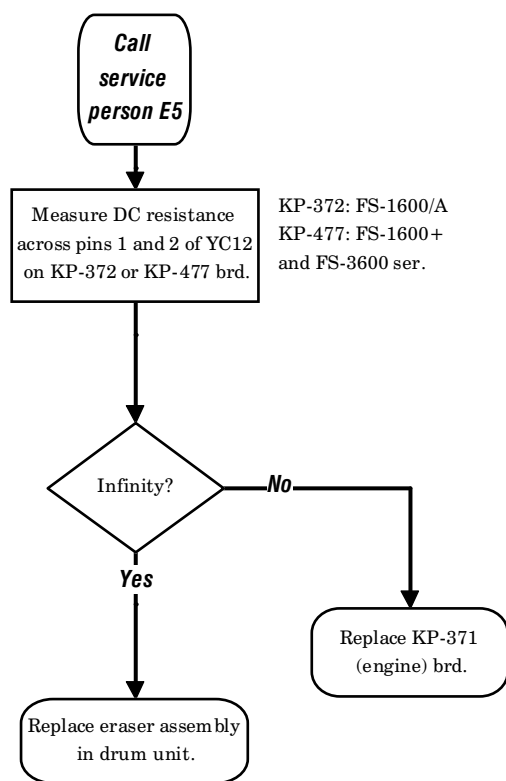 Call
service
person E5
Measure DC resistance
across pins 1 and 2 of YC12
on KP-372 or KP-477 brd.
KP-372: FS-1600/A
KP-477: FS-1600+
and FS-3600 ser.
Infinity?
No
Yes
Replace KP-371
(engine) brd.
Replace eraser assembly
in drum unit.